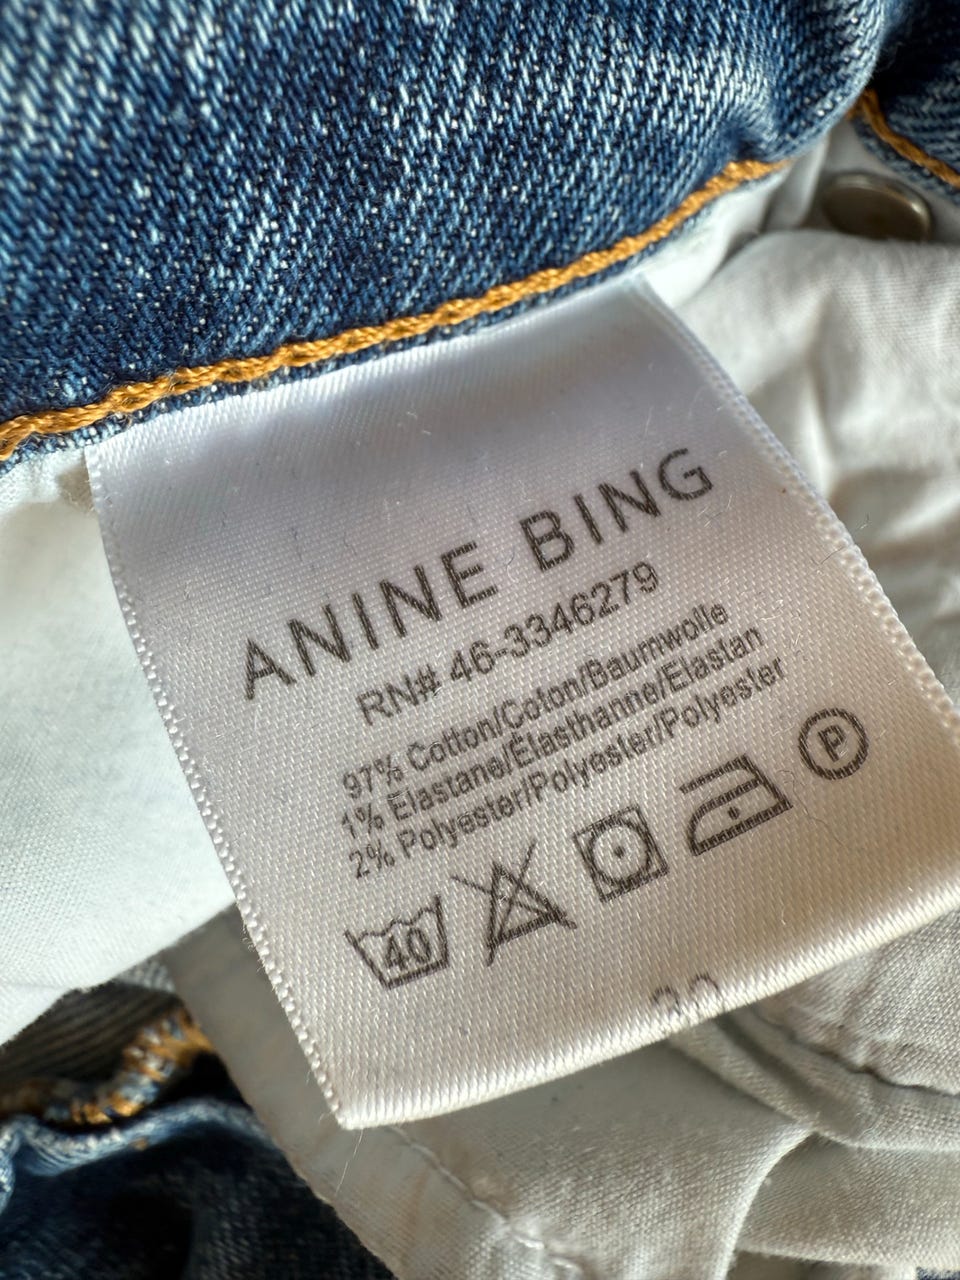 ANINE BING
RN# 46-3346279
97% Cotton/Coton/Baumwolle
1% Elastane/Élasthanne/Elastan
2% Polyester/Polyester/Polyester
40
P